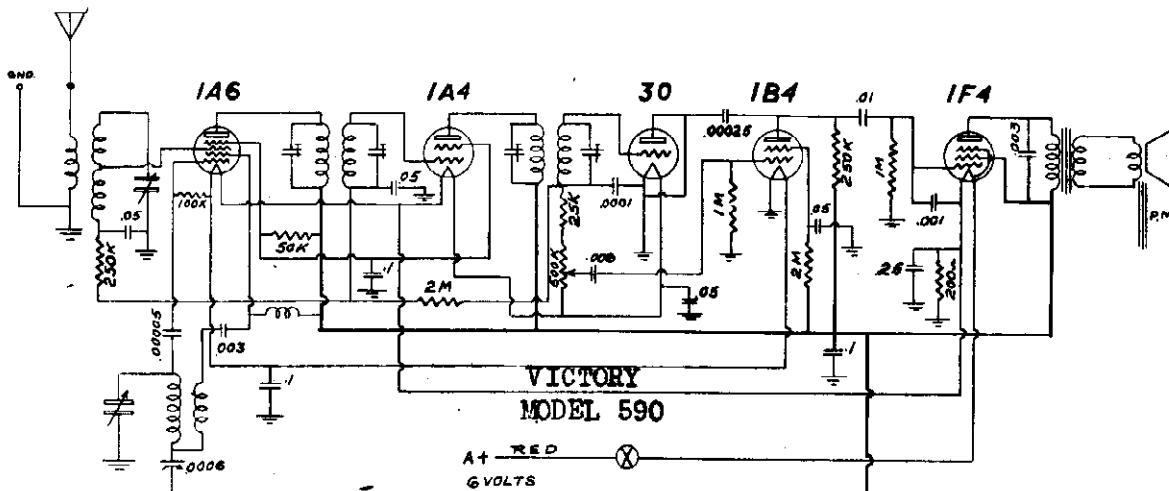 GND.
1A6
1A4
30
1B4
1F4
.00025
.01
.003
.05
100K
.05
.0001
25K
1M
250K
1M
.001
P.M
.05
250K
50K
.1
2M
500K
.006
.05
2M
.05
.25
200
.00005
.003
.1
.1
VICTORY
MODEL 590
.0006
A+ RED
6 VOLTS